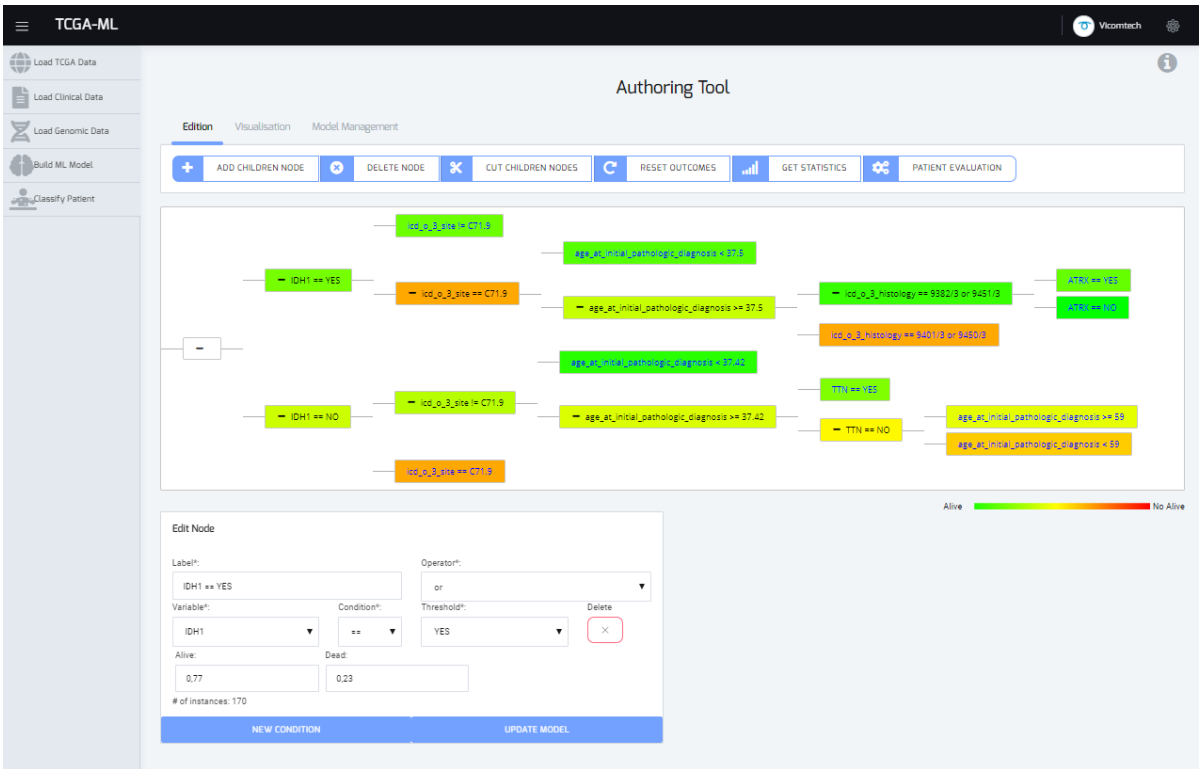 TCGA-ML
Vicomtech
Load TCGA Data
Load Clinical Data
Load Genomic Data
Build ML Model
Classify Patient
Authoring Tool
Edition Visualisation Model Management
ADD CHILDREN NODE DELETE NODE CUT CHILDREN NODES RESET OUTCOMES GET STATISTICS PATIENT EVALUATION
icd_o_3_site != C71.9
age_at_initial_pathologic_diagnosis < 37.5
IDH1 == YES
ATRX == YES
icd_o_3_site == C71.9
icd_o_3_histology == 9382/3 or 9451/3
age_at_initial_pathologic_diagnosis >= 37.5
ATRX == NO
icd_o_3_histology == 9401/3 or 9450/3
age_at_initial_pathologic_diagnosis < 37.42
TTN == YES
icd_o_3_site != C71.9
IDH1 == NO
age_at_initial_pathologic_diagnosis >= 37.42
age_at_initial_pathologic_diagnosis >= 59
TTN == NO
age_at_initial_pathologic_diagnosis < 59
icd_o_3_site == C71.9
Alive No Alive
Edit Node
Label*: Operator*:
IDH1 == YES or
Variable*: Condition*: Threshold*: Delete
IDH1 == YES
Alive: Dead:
0,77 0,23
# of instances: 170
NEW CONDITION UPDATE MODEL